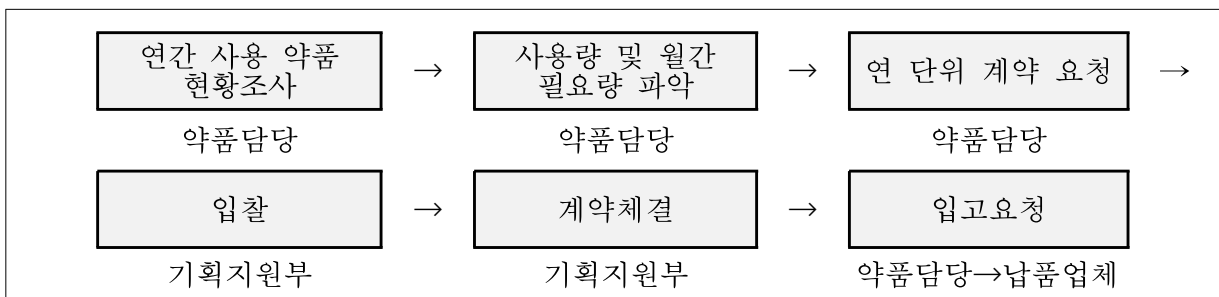 연간 사용 약품
현황조사
→
사용량 및 월간
필요량 파악
→
연 단위 계약 요청
→
약품담당
약품담당
약품담당
입찰
→
계약체결
→
입고요청
기획지원부
기획지원부
약품담당→납품업체